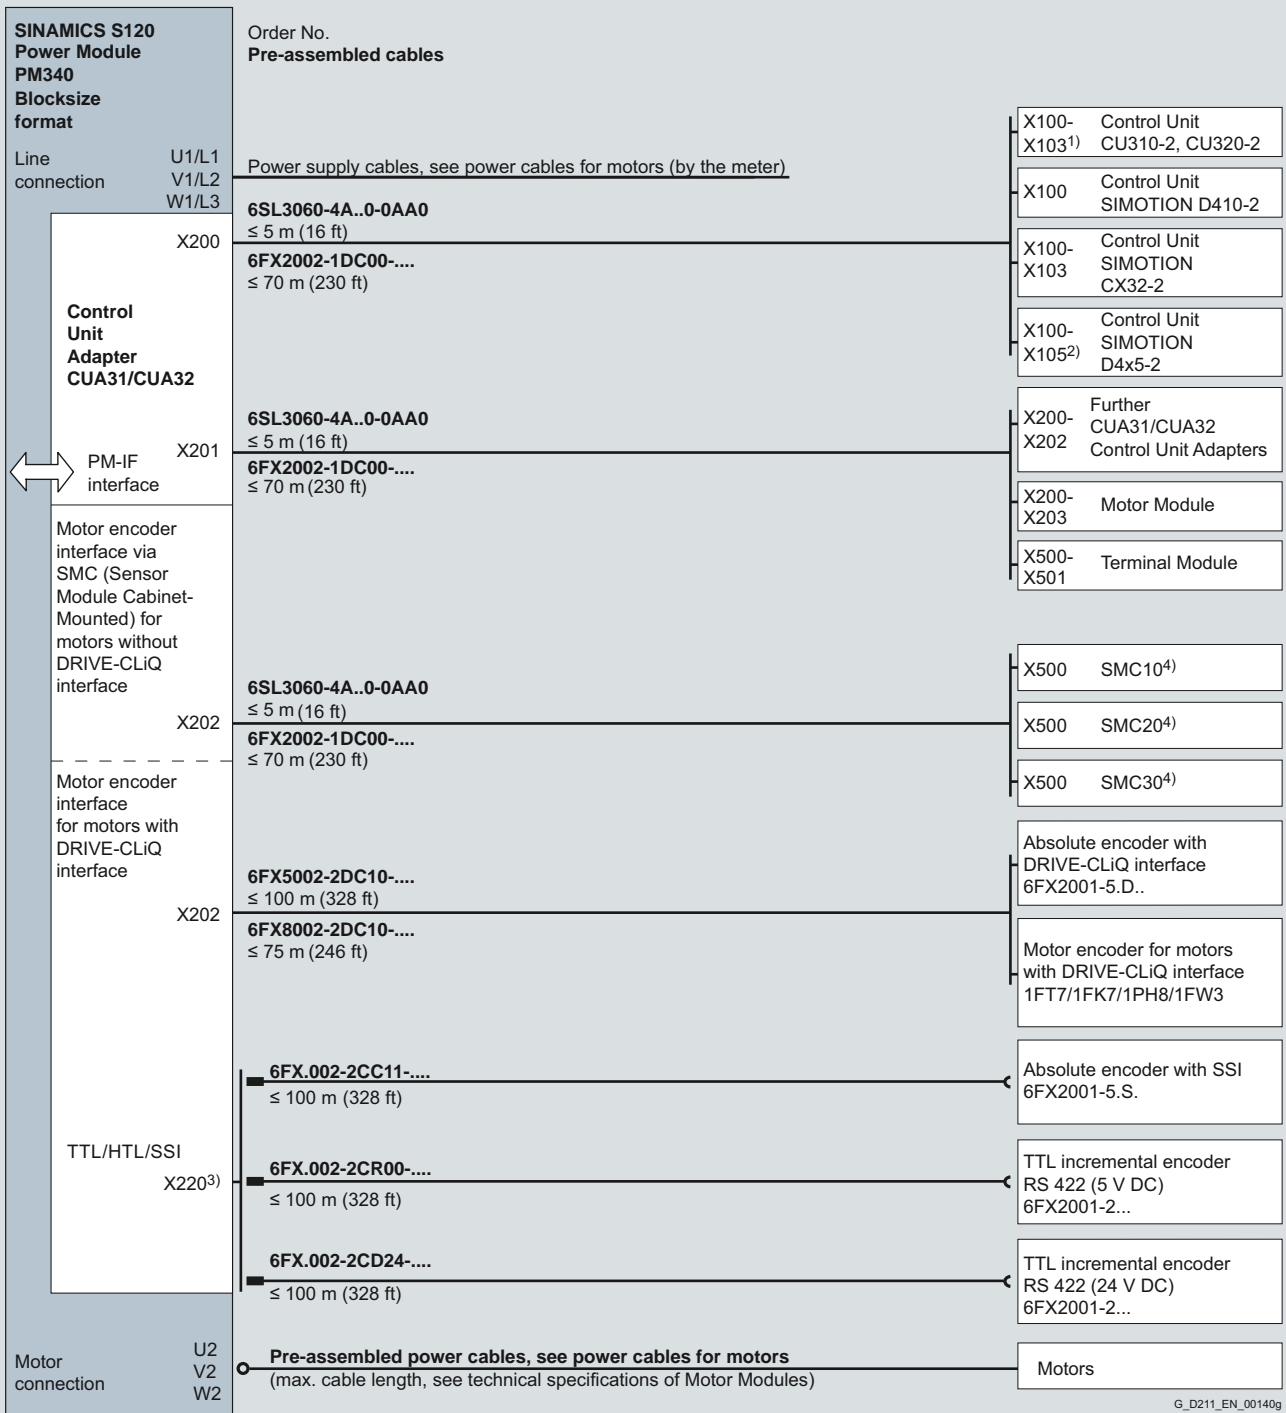 SINAMICS S120
Power Module
PM340
Blocksize
format
Order No.
Pre-assembled cables
Line
connection
U1/L1
V1/L2
W1/L3
Power supply cables, see power cables for motors (by the meter)
X100-
X1031)
Control Unit
CU310-2, CU320-2
X100
Control Unit
SIMOTION D410-2
X200
6SL3060-4A..0-0AA0
≤ 5 m (16 ft)
6FX2002-1DC00-....
≤ 70 m (230 ft)
X100-
X103
Control Unit
SIMOTION
CX32-2
Control
Unit
Adapter
CUA31/CUA32
X100-
X1052)
Control Unit
SIMOTION
D4x5-2
X201
6SL3060-4A..0-0AA0
≤ 5 m (16 ft)
6FX2002-1DC00-....
≤ 70 m (230 ft)
X200-
X202
Further
CUA31/CUA32
Control Unit Adapters
PM-IF
interface
X200-
X203
Motor Module
X500-
X501
Terminal Module
Motor encoder
interface via
SMC (Sensor
Module Cabinet-
Mounted) for
motors without
DRIVE-CLiQ
interface
X202
6SL3060-4A..0-0AA0
≤ 5 m (16 ft)
6FX2002-1DC00-....
≤ 70 m (230 ft)
X500 SMC104)
X500 SMC204)
X500 SMC304)
Motor encoder
interface
for motors with
DRIVE-CLiQ
interface
X202
6FX5002-2DC10-....
≤ 100 m (328 ft)
6FX8002-2DC10-....
≤ 75 m (246 ft)
Absolute encoder with
DRIVE-CLiQ interface
6FX2001-5.D..
Motor encoder for motors
with DRIVE-CLiQ interface
1FT7/1FK7/1PH8/1FW3
6FX.002-2CC11-....
≤ 100 m (328 ft)
Absolute encoder with SSI
6FX2001-5.S.
TTL/HTL/SSI
X2203)
6FX.002-2CR00-....
≤ 100 m (328 ft)
TTL incremental encoder
RS 422 (5 V DC)
6FX2001-2...
6FX.002-2CD24-....
≤ 100 m (328 ft)
TTL incremental encoder
RS 422 (24 V DC)
6FX2001-2...
Motor
connection
U2
V2
W2
Pre-assembled power cables, see power cables for motors
(max. cable length, see technical specifications of Motor Modules)
Motors
G_D211_EN_00140g